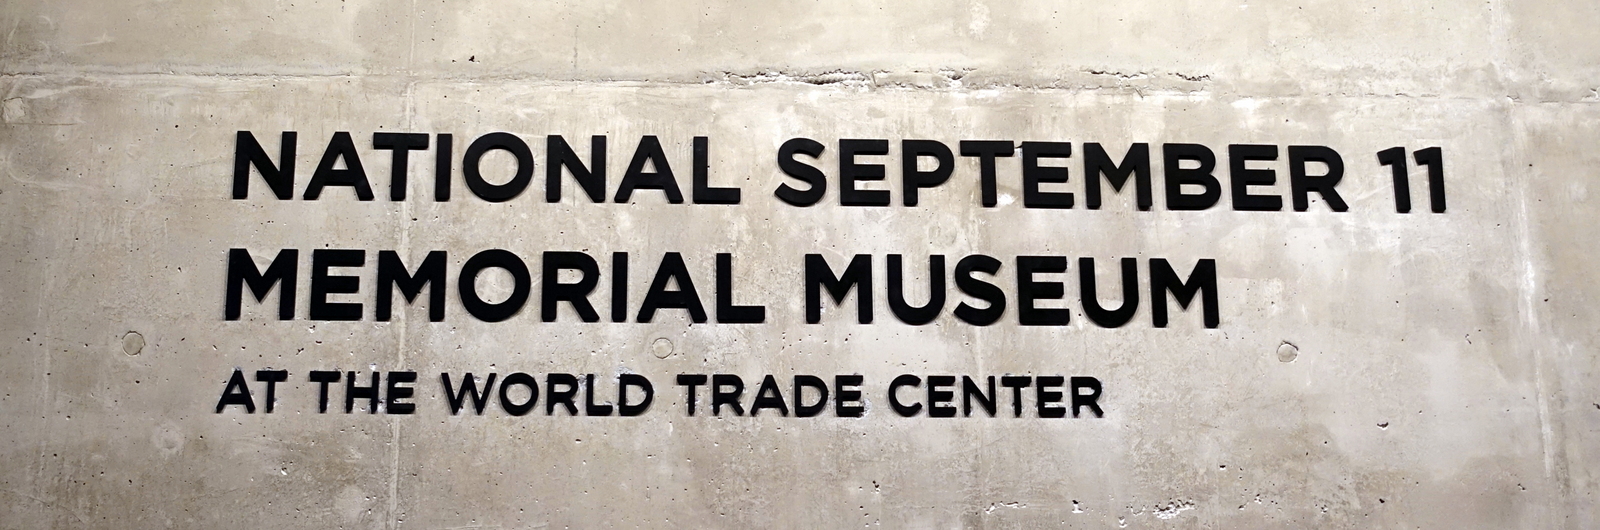 NATIONAL SEPTEMBER 11
MEMORIAL MUSEUM
AT THE WORLD TRADE CENTER